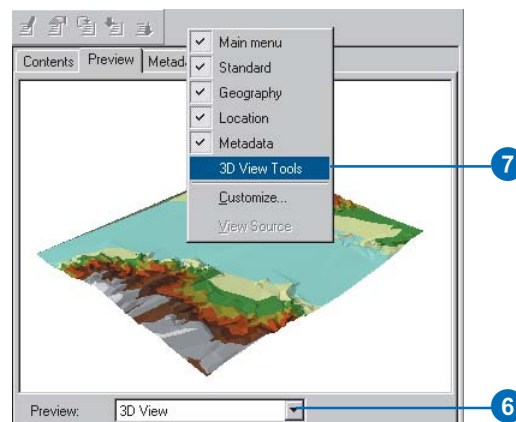 Main menu
Contents Preview Metad
Standard
Geography
Location
Metadata
3D View Tools
7
Customize...
View Source
Preview: 3D View
6